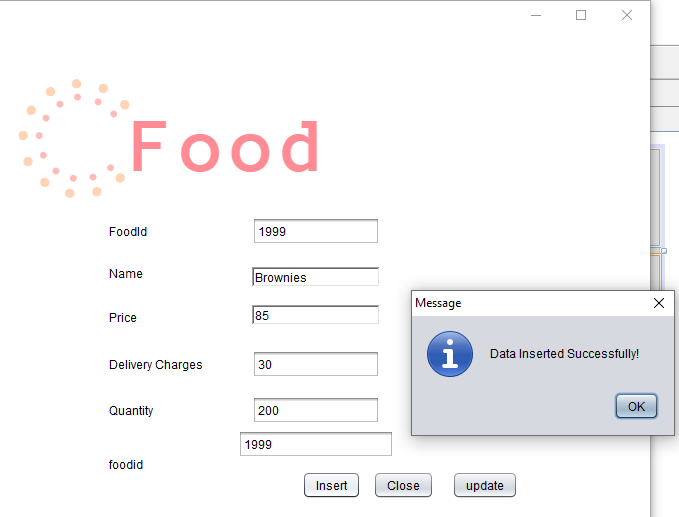 Food
FoodId 1999
Name Brownies
Price 85
Message
Data Inserted Successfully!
OK
Delivery Charges 30
Quantity 200
foodid 1999
Insert Close update